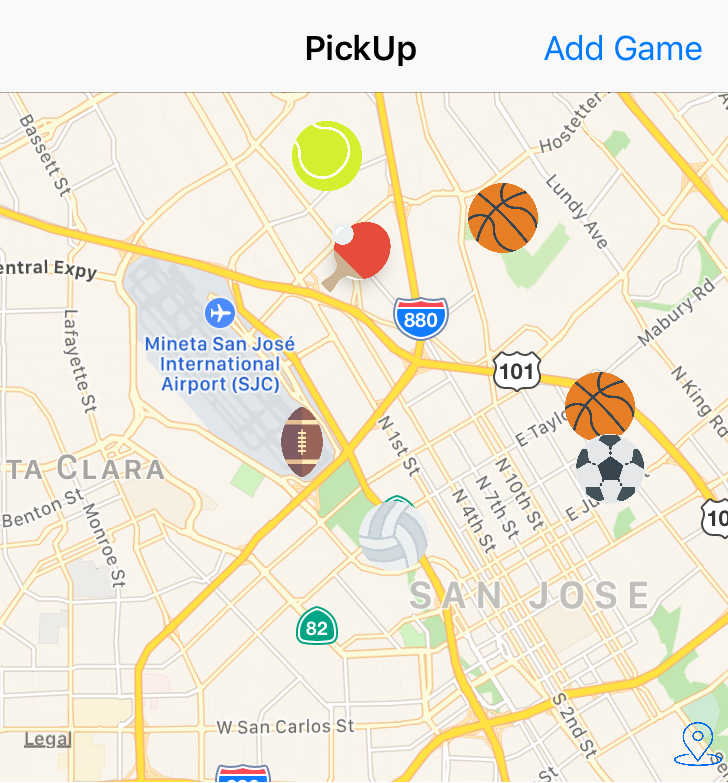 PickUp
Add Game
Bassett St
Hostetter
Lundy Ave
entral Expy
880
Mineta San José
International
Airport (SJC)
Mabury Rd
Lafayette St
101
N King Rd
E Taylo
N 1st St
TA CLARA
N 10th St
N 7th St
N 4th St
Benton St
Monroe St
10
SAN JOSE
82
S 2nd St
W San Carlos St
Legal